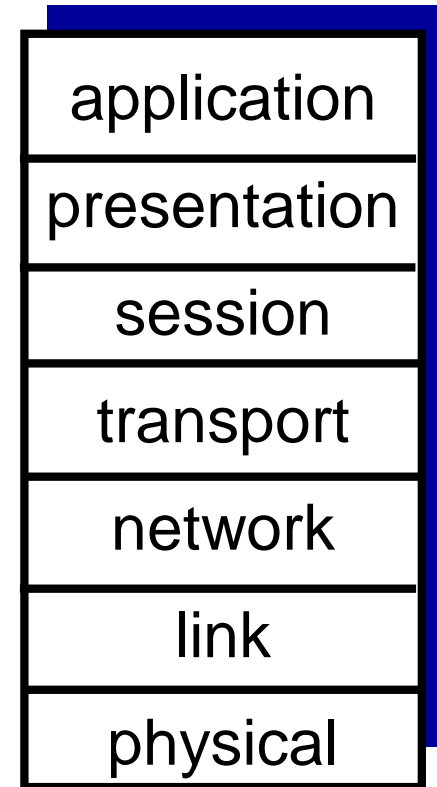 application
presentation
session
transport
network
link
physical